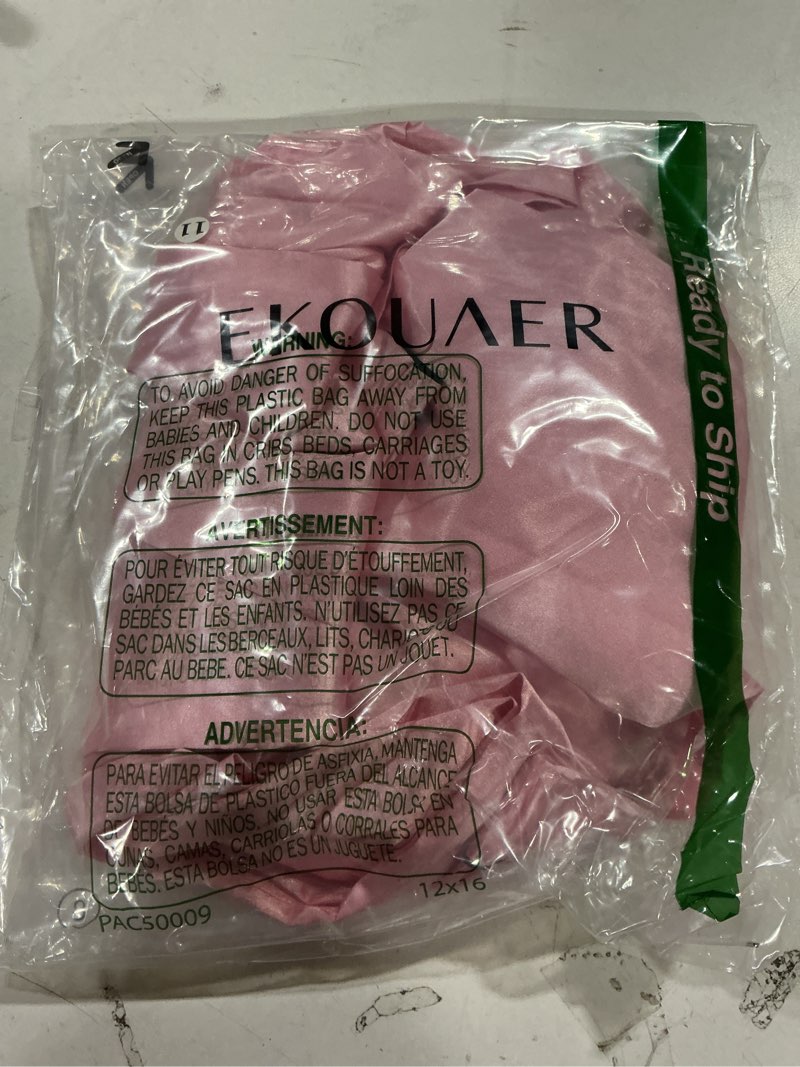 11
EKOUAER
WARNING:
TO AVOID DANGER OF SUFFOCATION,
KEEP THIS PLASTIC BAG AWAY FROM
BABIES AND CHILDREN. DO NOT USE
THIS BAG IN CRIBS, BEDS, CARRIAGES
OR PLAY PENS. THIS BAG IS NOT A TOY.
AVERTISSEMENT:
POUR ÉVITER TOUT RISQUE D'ÉTOUFFEMENT,
GARDEZ CE SAC EN PLASTIQUE LOIN DES
BÉBÉS ET LES ENFANTS. N'UTILISEZ PAS CE
SAC DANS LES BERCEAUX, LITS, CHARIOS OU
PARC AU BEBE. CE SAC N'EST PAS UN JOUET.
ADVERTENCIA:
PARA EVITAR EL PELIGRO DE ASFIXIA, MANTENGA
ESTA BOLSA DE PLASTICO FUERA DEL ALCANCE
DE BEBÉS Y NIÑOS. NO USAR ESTA BOLSA EN
CUNAS, CAMAS, CARRIOLAS O CORRALES PARA
BEBÉS. ESTA BOLSA NO ES UN JUGUETE.
PAC50009
12x16
Ready to Ship